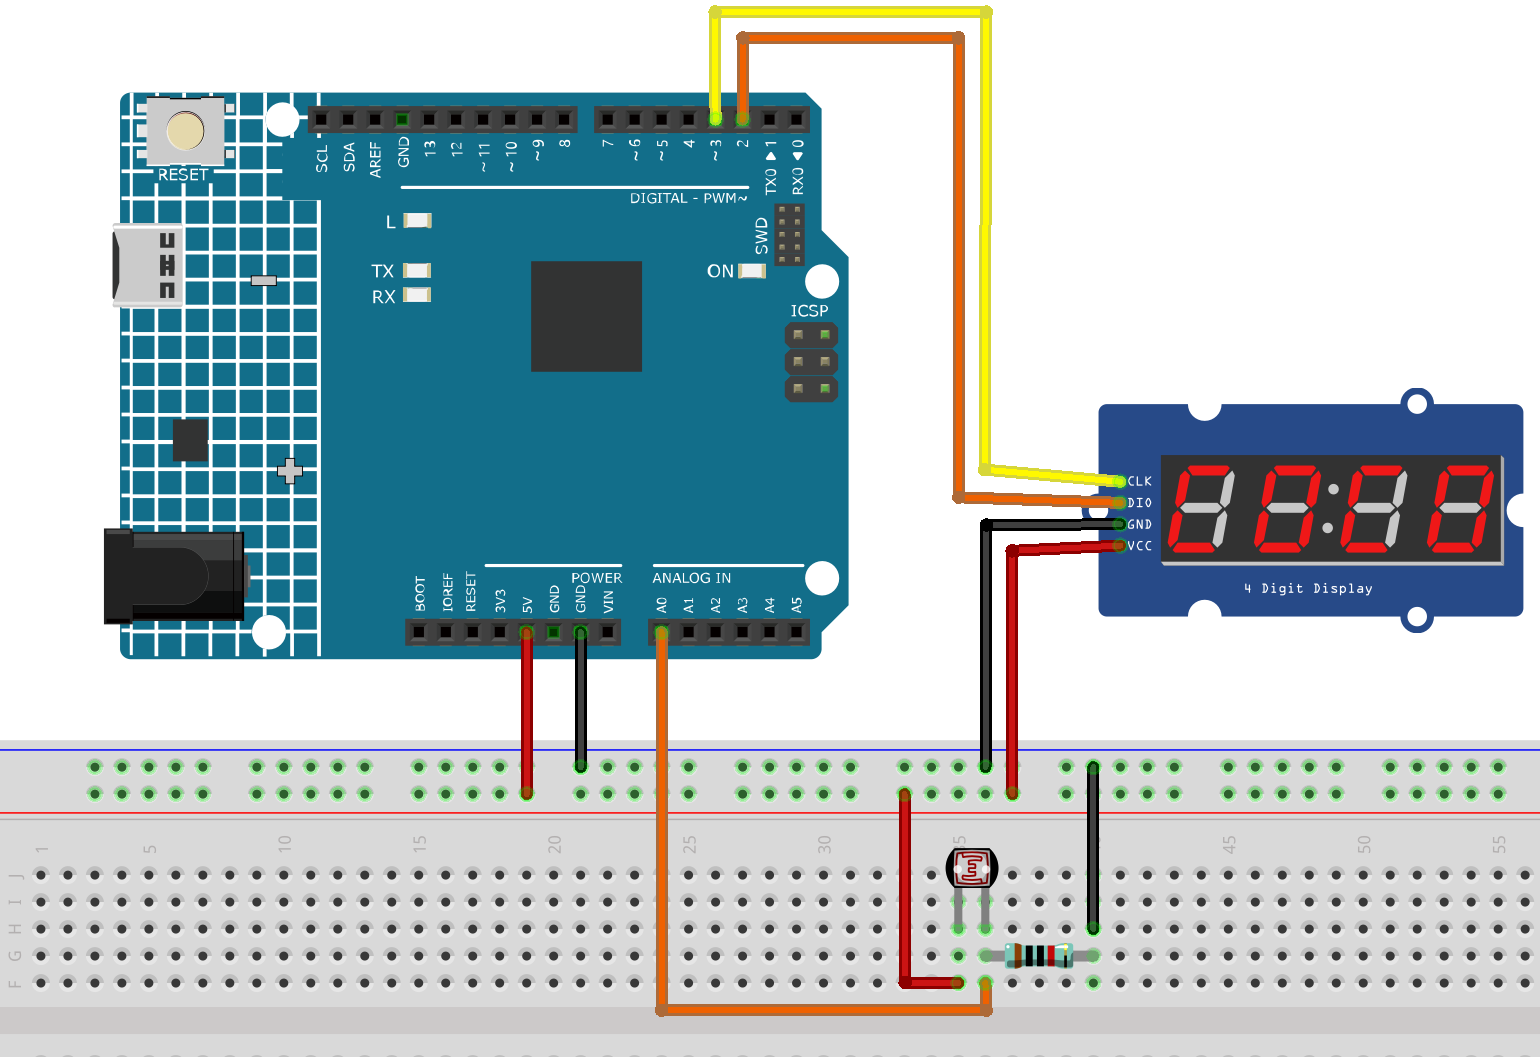 RESET
SCL
SDA
AREF
GND
13
12
~11
~10
~9
8
7
~6
~5
4
~3
2
TX0 ▶ 1
RX0 ◀ 0
DIGITAL - PWM~
L
TX
RX
ON
SWD
ICSP
CLK
DIO
GND
VCC
4 Digit Display
POWER
ANALOG IN
BOOT
IOREF
RESET
3V3
5V
GND
GND
VIN
A0
A1
A2
A3
A4
A5
1
5
10
15
20
25
30
45
50
55
J
I
H
G
F